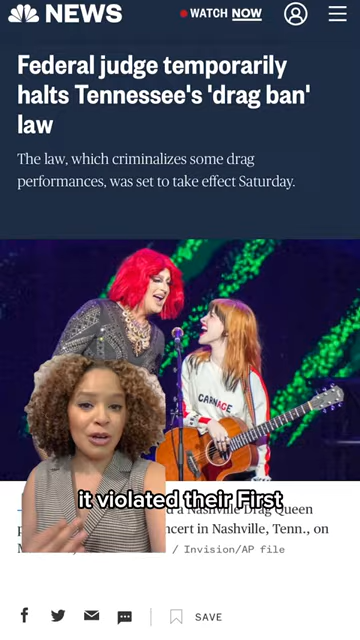 NEWS
WATCH NOW
Federal judge temporarily
halts Tennessee's 'drag ban'
law
The law, which criminalizes some drag
performances, was set to take effect Saturday.
CARNAGE
it violated their First
d a Nashville Drag Queen
ncert in Nashville, Tenn., on
/ Invision/AP file
SAVE